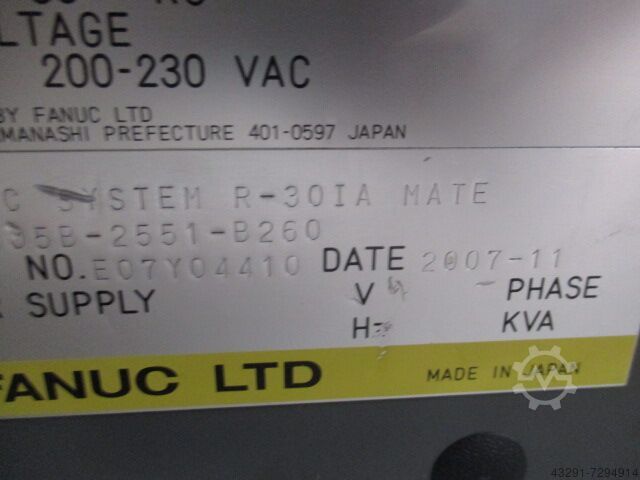 LTAGE
200-230 VAC
BY FANUC LTD
MANASHI PREFECTURE 401-0597 JAPAN
C SYSTEM R-30IA MATE
05B-2551-B260
NO. E07Y04410 DATE 2007-11
SUPPLY V PHASE
Hz KVA
FANUC LTD MADE IN JAPAN
43291-7294914